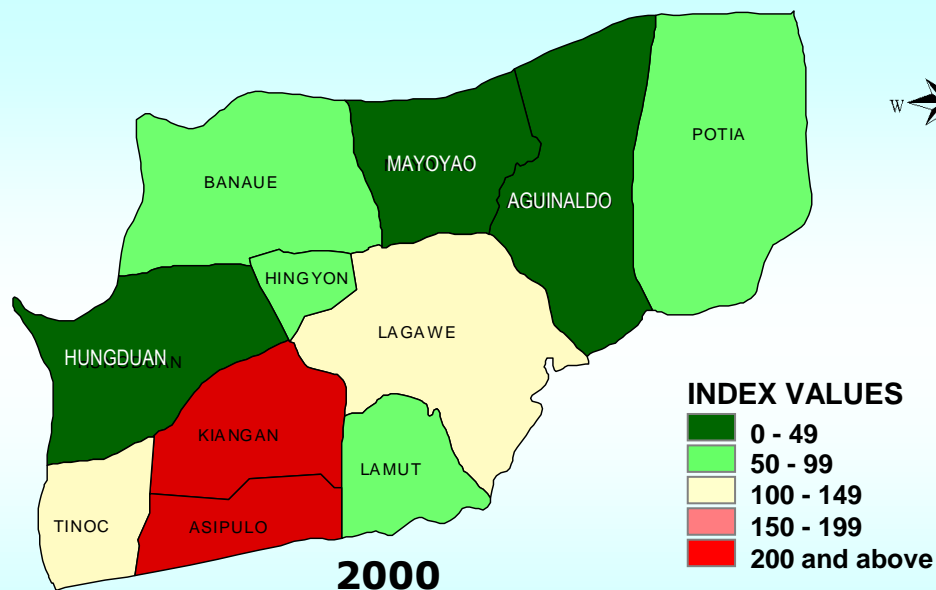 POTIA
W
MAYOYAO
BANAUE
AGUINALDO
HINGYON
LAGAWE
HUNGDUAN
INDEX VALUES
0 - 49
KIANGAN
50 - 99
LAMUT
100 - 149
TINOC
ASIPULO
150 - 199
200 and above
2000